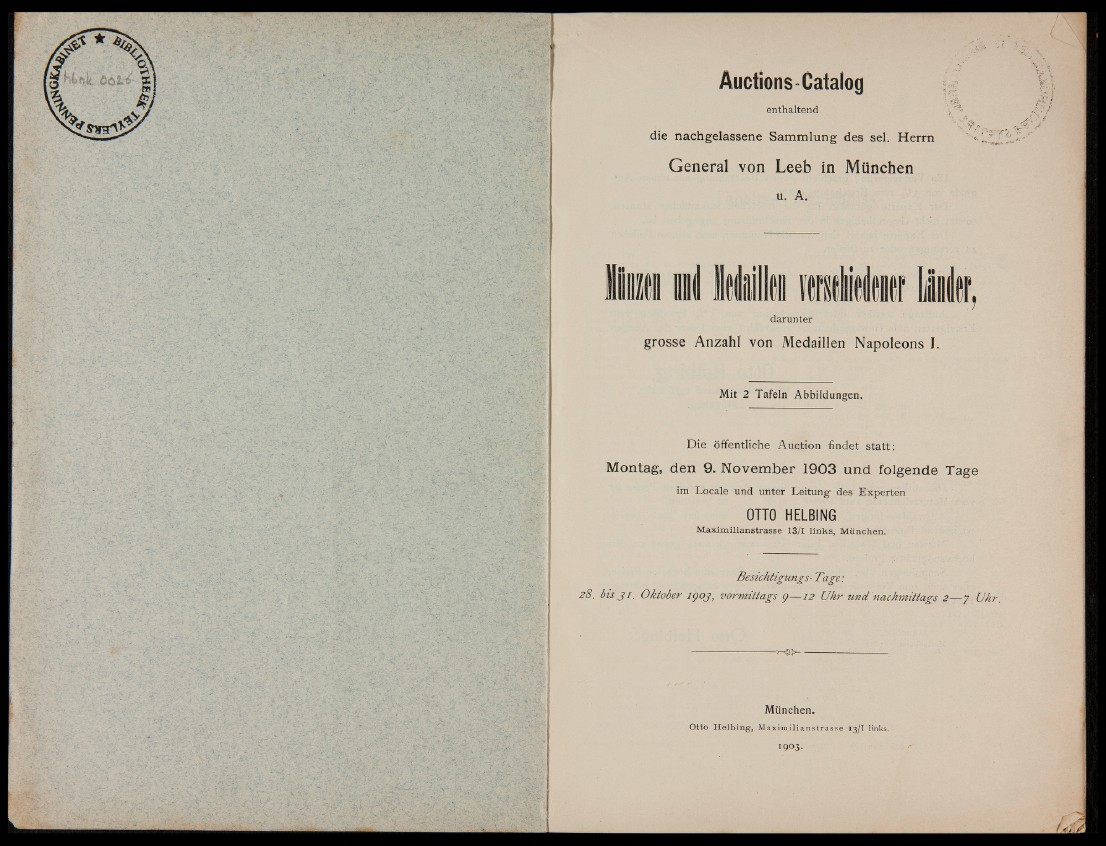 ★ BIBLIOTHEEK TEYLERS PENNINGKABINET
hbnk 0026
Auctions-Catalog
enthaltend
die nachgelassene Sammlung des sel. Herrn
General von Leeb in München
u. A.
Münzen und Medaillen verschiedener Länder,
darunter
grosse Anzahl von Medaillen Napoleons I.
Mit 2 Tafeln Abbildungen.
Die öffentliche Auction findet statt:
Montag, den 9. November 1903 und folgende Tage
im Locale und unter Leitung des Experten
OTTO HELBING
Maximilianstrasse 13/I links, München.
Besichtigungs-Tage:
28. bis 31. Oktober 1903, vormittags 9—12 Uhr und nachmittags 2—7 Uhr.
München.
Otto Helbing, Maximilianstrasse 13/I links.
1903.